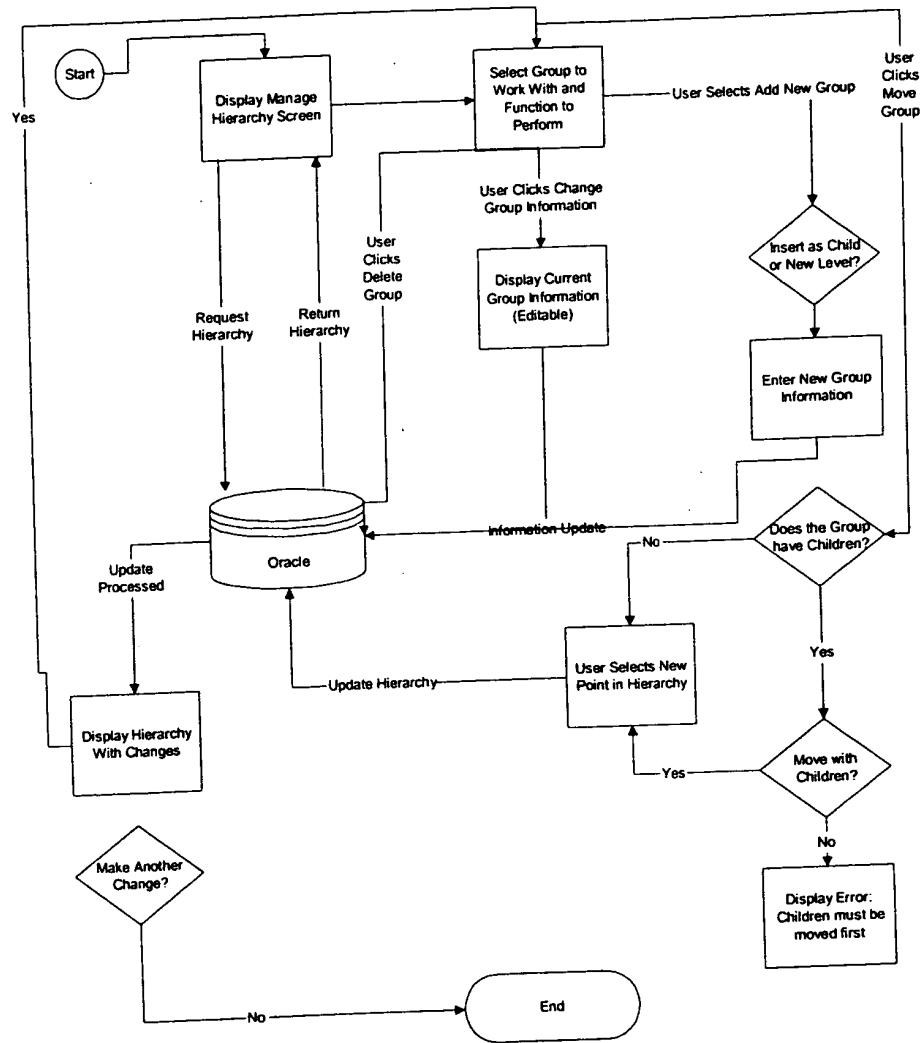 Start
Yes
Display Manage
Hierarchy Screen
Select Group to
Work With and
Function to
Perform
User Selects Add New Group
User
Clicks
Move
Group
User Clicks Change
Group Information
User
Clicks
Delete
Group
Insert as Child
or New Level?
Display Current
Group Information
(Editable)
Request
Hierarchy
Return
Hierarchy
Enter New Group
Information
Information Update
Oracle
Does the Group
have Children?
No
Update
Processed
Yes
User Selects New
Point in Hierarchy
Update Hierarchy
Display Hierarchy
With Changes
Move with
Children?
Yes
No
Make Another
Change?
Display Error:
Children must be
moved first
No
End